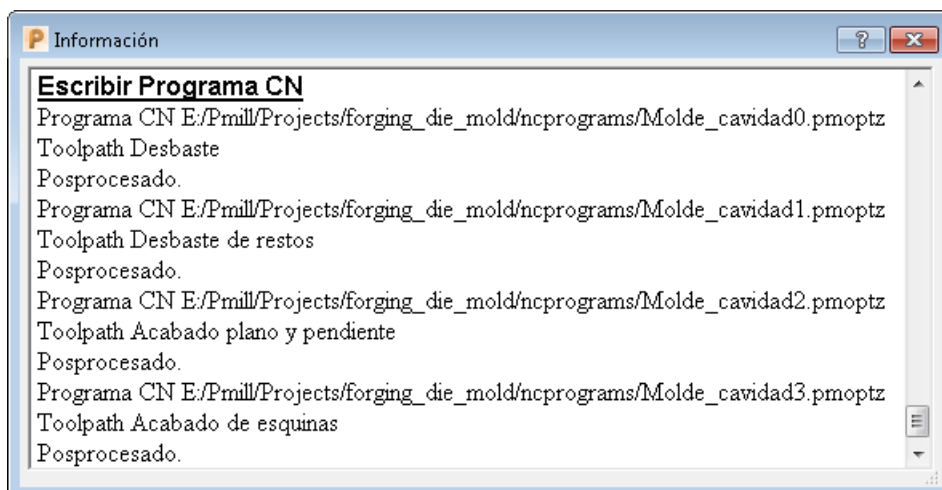 Información
Escribir Programa CN
Programa CN E:/Pmill/Projects/forging_die_mold/ncprograms/Molde_cavidad0.pmoptz
Toolpath Desbaste
Posprocesado.
Programa CN E:/Pmill/Projects/forging_die_mold/ncprograms/Molde_cavidad1.pmoptz
Toolpath Desbaste de restos
Posprocesado.
Programa CN E:/Pmill/Projects/forging_die_mold/ncprograms/Molde_cavidad2.pmoptz
Toolpath Acabado plano y pendiente
Posprocesado.
Programa CN E:/Pmill/Projects/forging_die_mold/ncprograms/Molde_cavidad3.pmoptz
Toolpath Acabado de esquinas
Posprocesado.